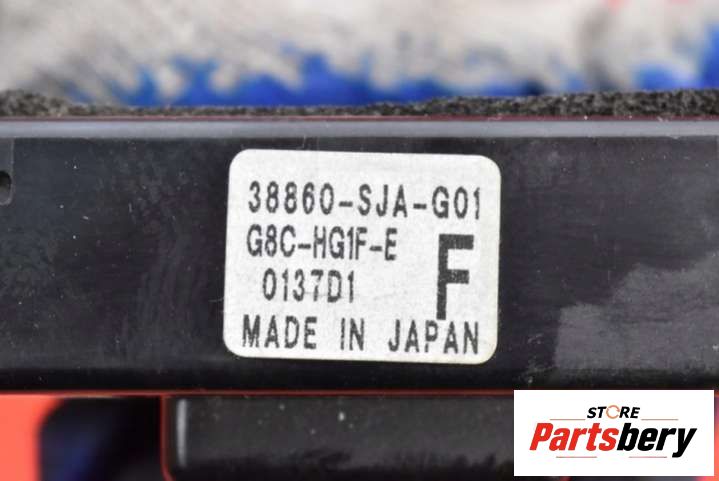 38860-SJA-G01
G8C-HG1F-E
F
0137D1
MADE IN JAPAN
STORE
Partsbery